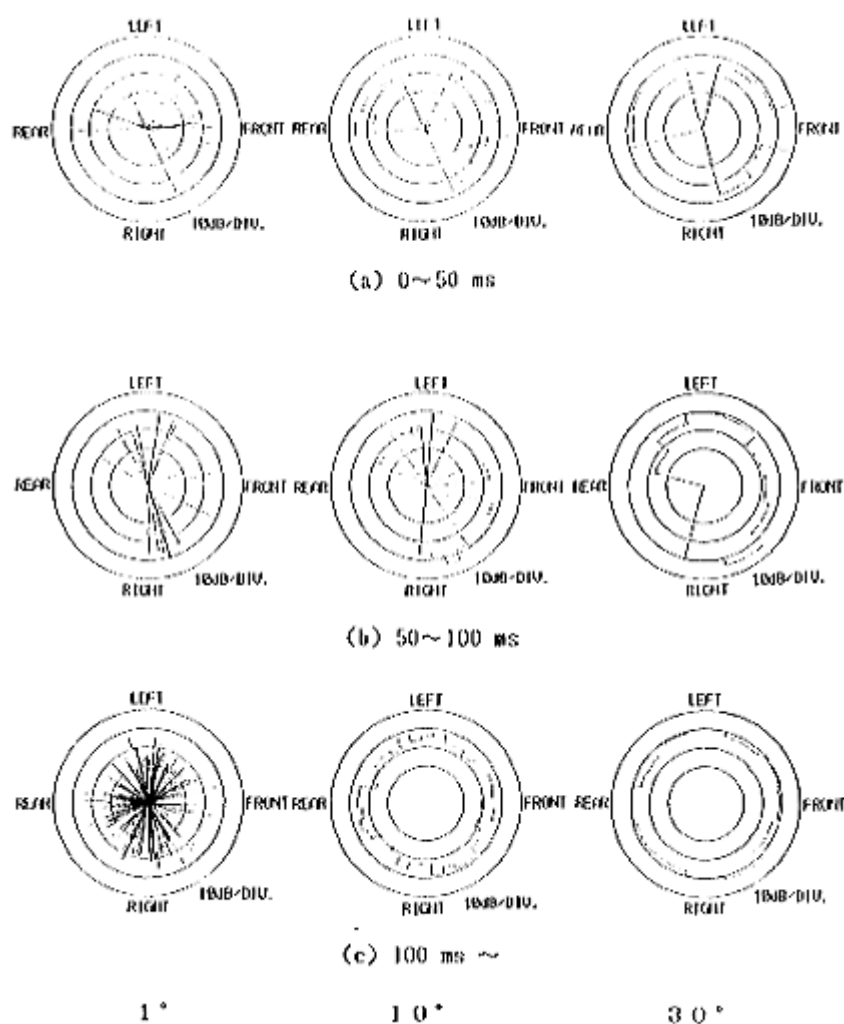 LEFT LEFT LEFT
REAR FRONT REAR FRONT REAR FRONT
10dB/DIV. 10dB/DIV. 10dB/DIV.
RIGHT RIGHT RIGHT
(a) 0～50 ms
LEFT LEFT LEFT
REAR FRONT REAR FRONT REAR FRONT
10dB/DIV. 10dB/DIV. 10dB/DIV.
RIGHT RIGHT RIGHT
(b) 50～100 ms
LEFT LEFT LEFT
REAR FRONT REAR FRONT REAR FRONT
10dB/DIV. 10dB/DIV. 10dB/DIV.
RIGHT RIGHT RIGHT
(c) 100 ms ～
1° 10° 30°